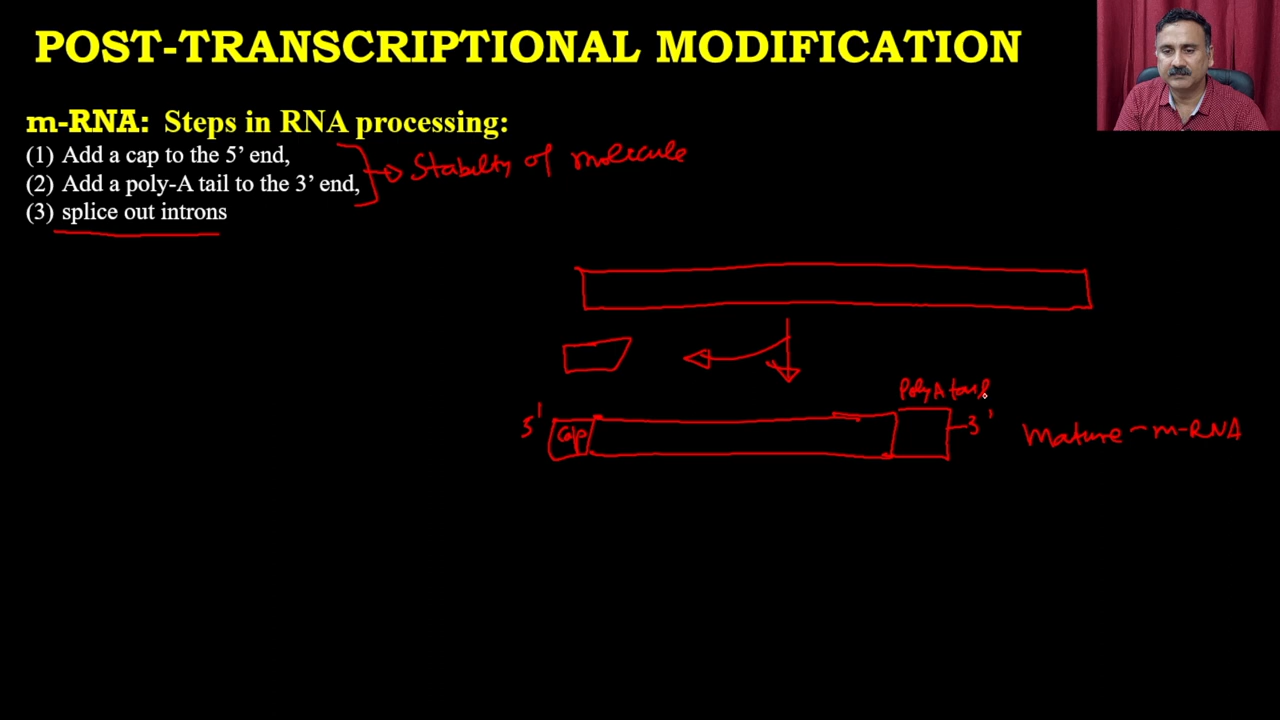 POST-TRANSCRIPTIONAL MODIFICATION
m-RNA: Steps in RNA processing:
(1) Add a cap to the 5’ end,
(2) Add a poly-A tail to the 3’ end,
(3) splice out introns
Stabilty of molecule
Poly A tail
5' Cap 3' Mature - m-RNA